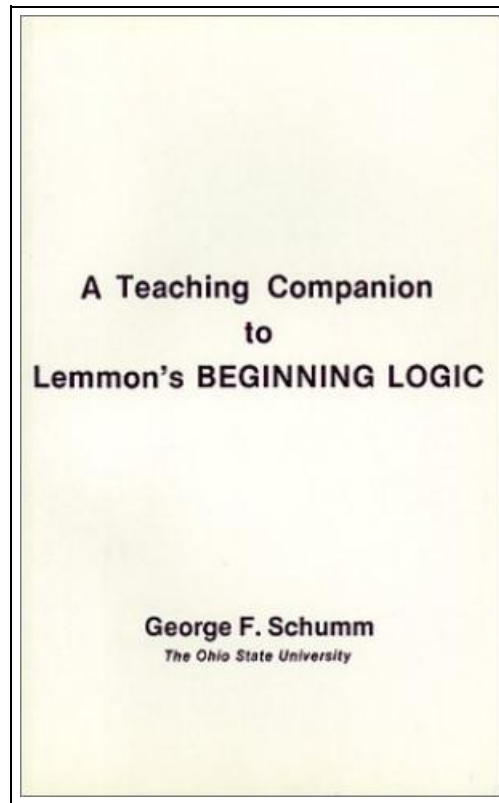 A Teaching Companion
to
Lemmon's BEGINNING LOGIC
George F. Schumm
The Ohio State University